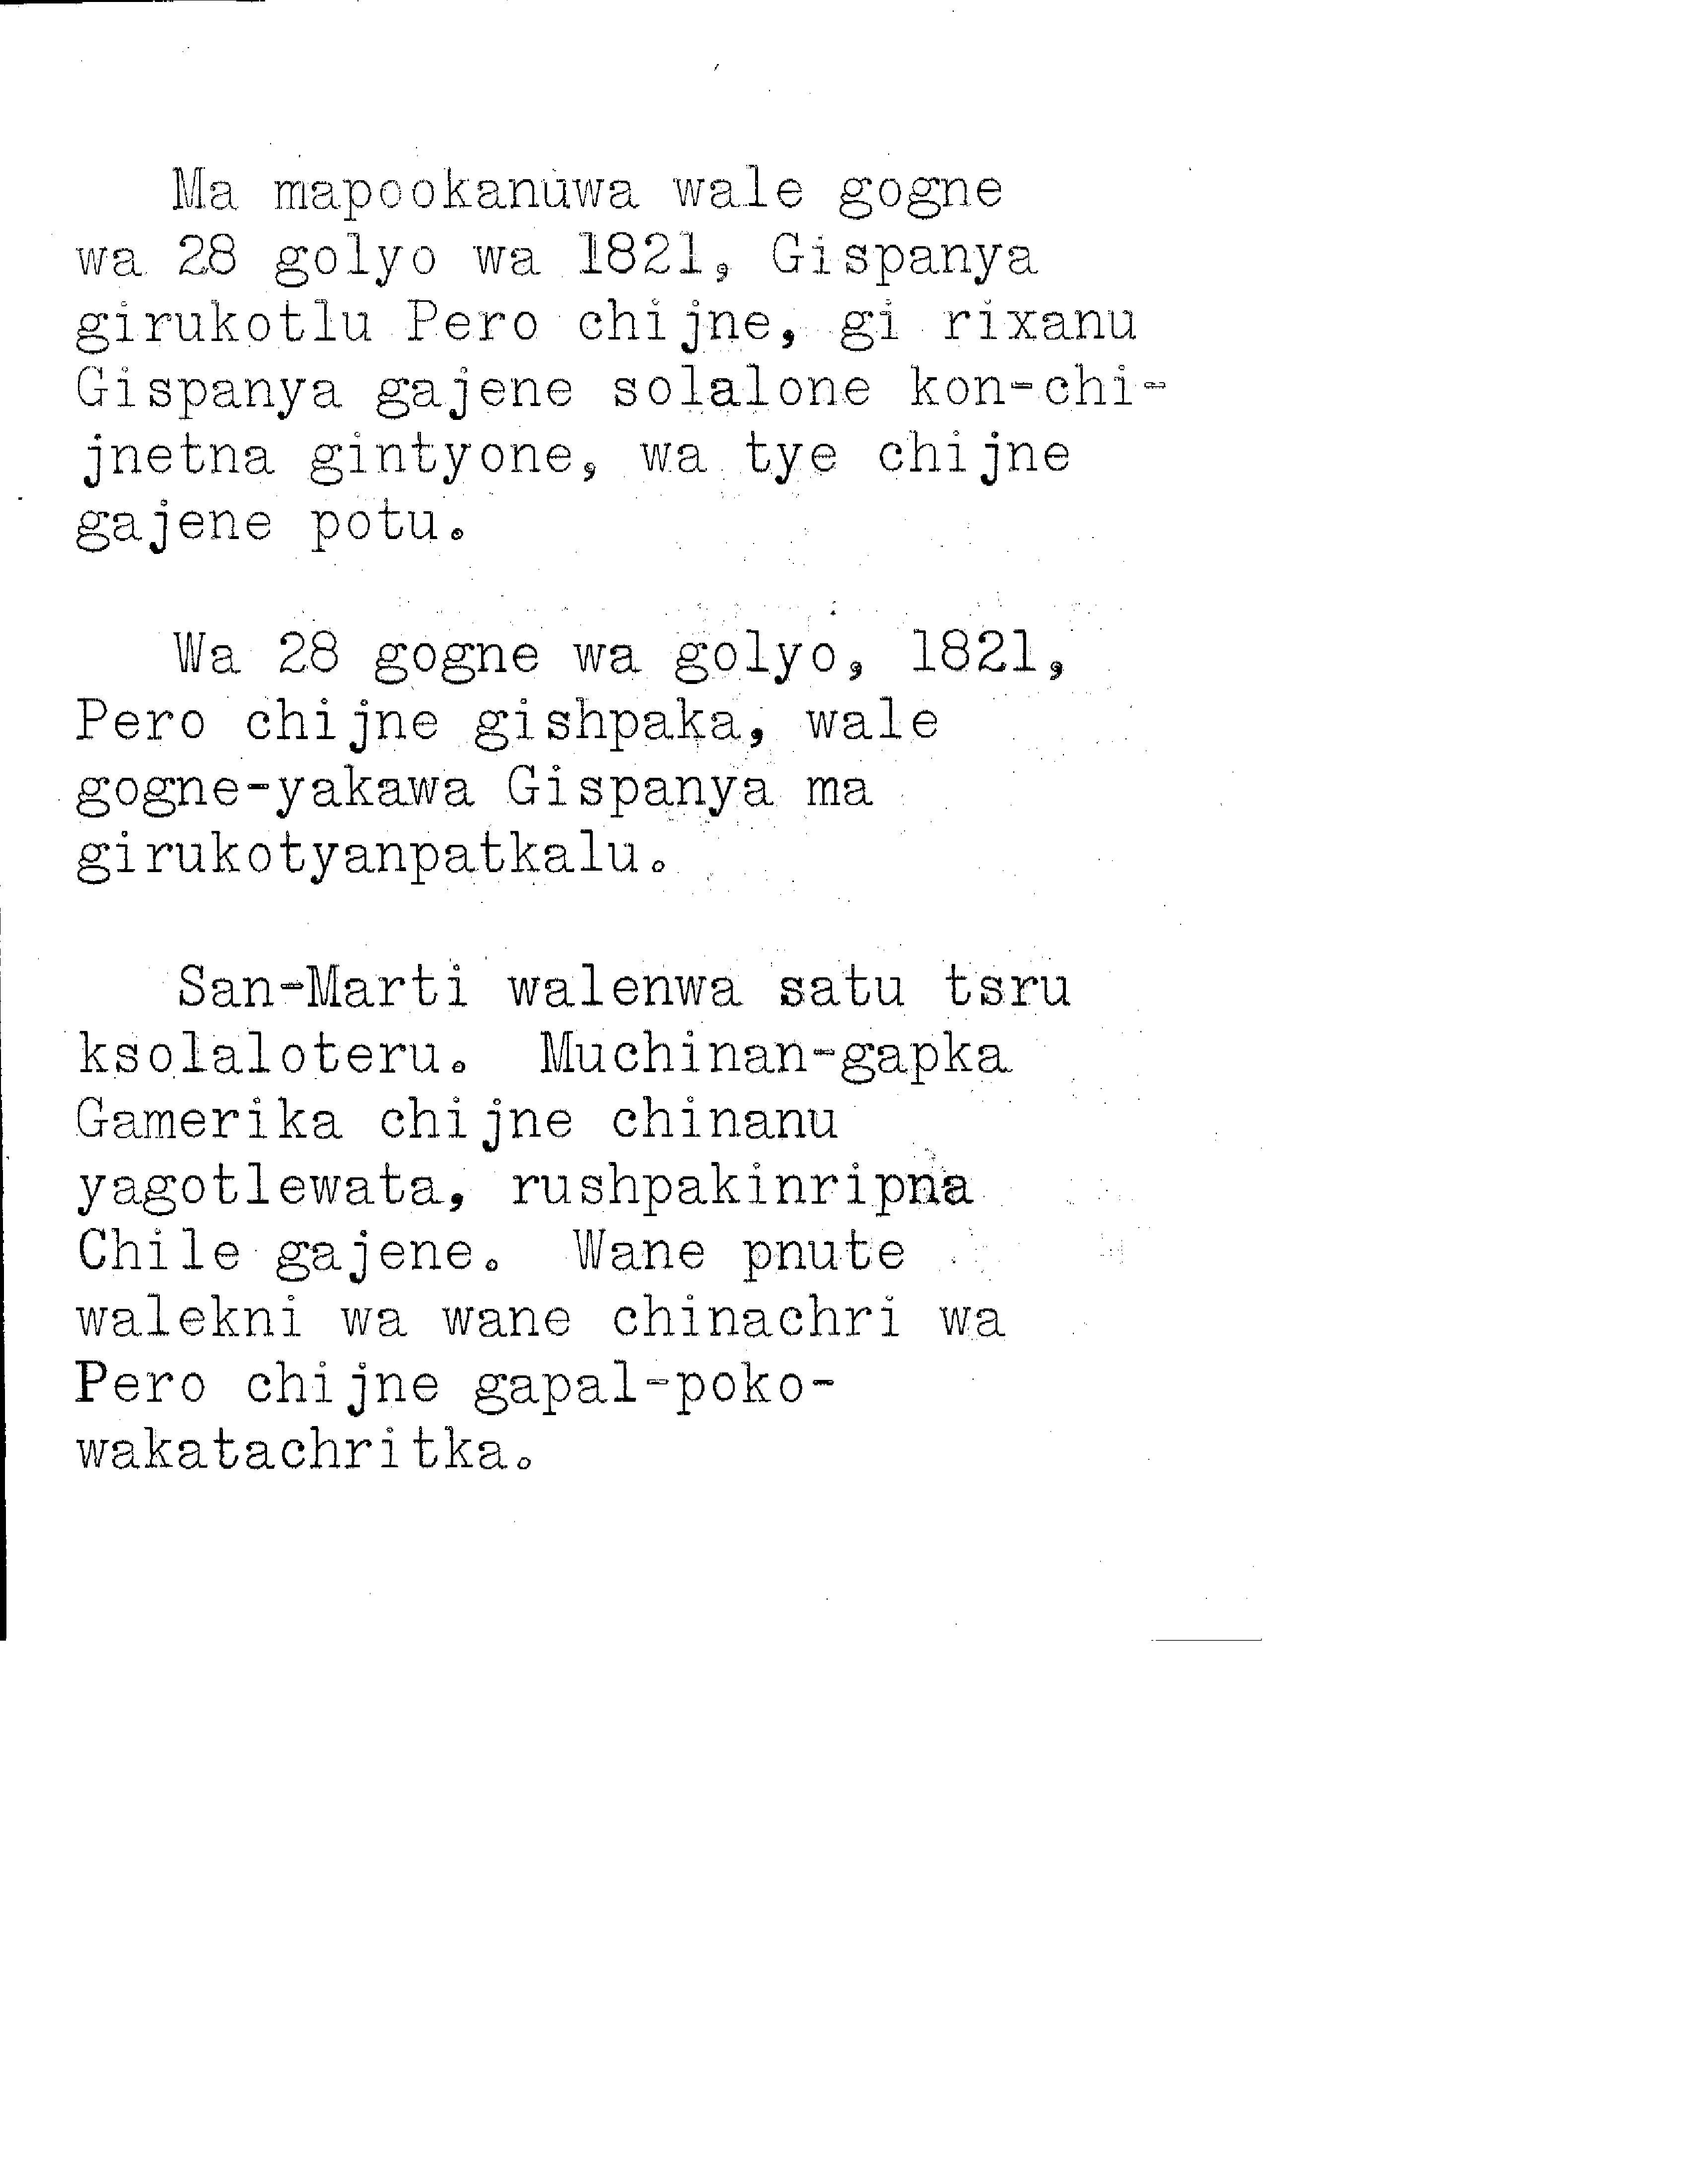 Ma mapookanuwa wale gogne
wa 28 golyo wa 1821, Gispanya
girukotlu Pero chijne, gi rixanu
Gispanya gajene solalone kon-chi-
jnetna gintyone, wa tye chijne
gajene potu.
Wa 28 gogne wa golyo, 1821,
Pero chijne gishpaka, wale
gogne-yakawa Gispanya ma
girukotyanpatkalu.
San-Marti walenwa satu tsru
ksolaloteru. Muchinan-gapka
Gamerika chijne chinanu
yagotlewata, rushpakinripna
Chile gajene. Wane pnute
walekni wa wane chinachri wa
Pero chijne gapal-poko-
wakatachritka.